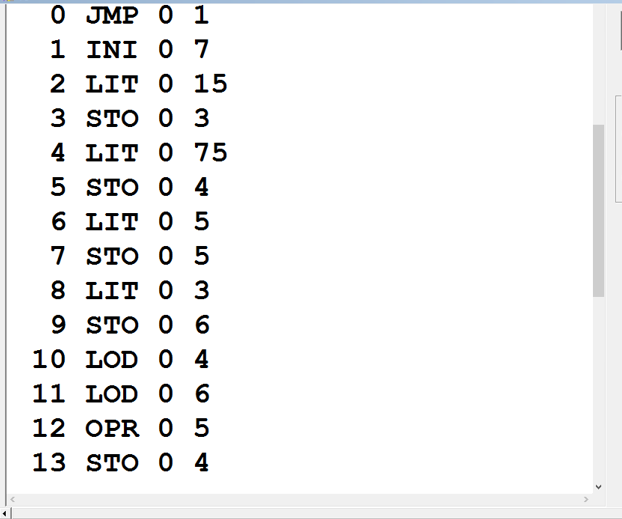 0 JMP 0 1
1 INI 0 7
2 LIT 0 15
3 STO 0 3
4 LIT 0 75
5 STO 0 4
6 LIT 0 5
7 STO 0 5
8 LIT 0 3
9 STO 0 6
10 LOD 0 4
11 LOD 0 6
12 OPR 0 5
13 STO 0 4